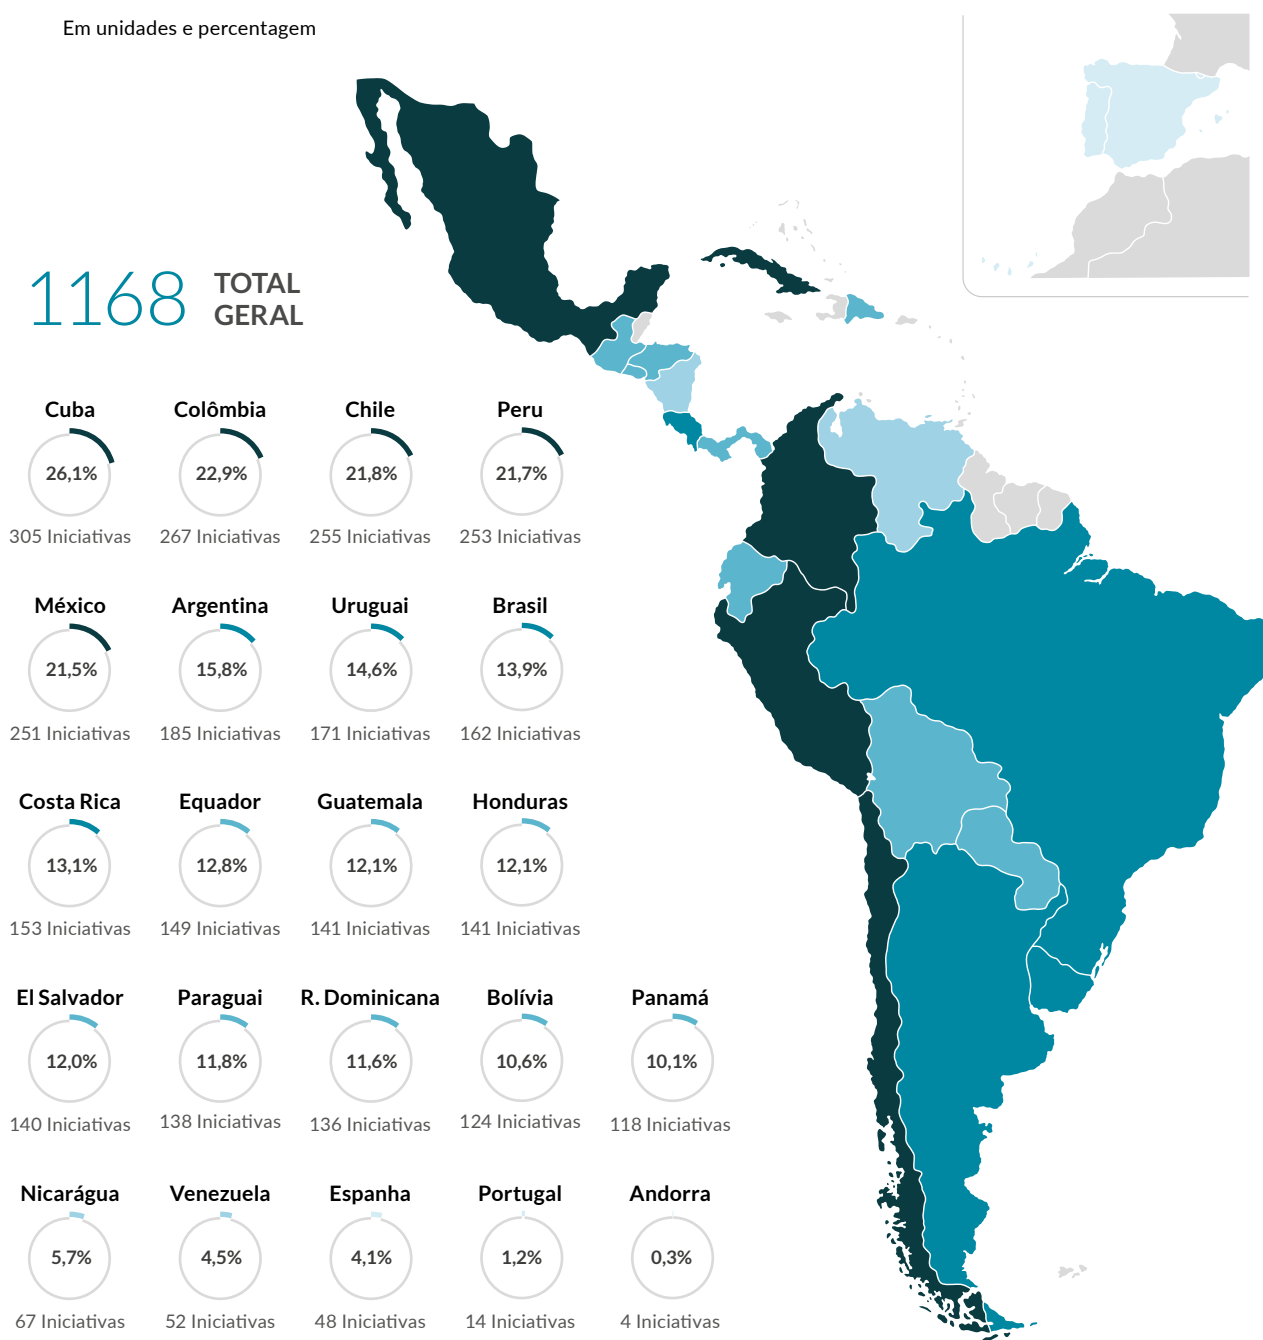 Em unidades e percentagem
1168 TOTAL
GERAL
Cuba
26,1%
305 Iniciativas
Colômbia
22,9%
267 Iniciativas
Chile
21,8%
255 Iniciativas
Peru
21,7%
253 Iniciativas
México
21,5%
251 Iniciativas
Argentina
15,8%
185 Iniciativas
Uruguai
14,6%
171 Iniciativas
Brasil
13,9%
162 Iniciativas
Costa Rica
13,1%
153 Iniciativas
Equador
12,8%
149 Iniciativas
Guatemala
12,1%
141 Iniciativas
Honduras
12,1%
141 Iniciativas
El Salvador
12,0%
140 Iniciativas
Paraguai
11,8%
138 Iniciativas
R. Dominicana
11,6%
136 Iniciativas
Bolívia
10,6%
124 Iniciativas
Panamá
10,1%
118 Iniciativas
Nicarágua
5,7%
67 Iniciativas
Venezuela
4,5%
52 Iniciativas
Espanha
4,1%
48 Iniciativas
Portugal
1,2%
14 Iniciativas
Andorra
0,3%
4 Iniciativas